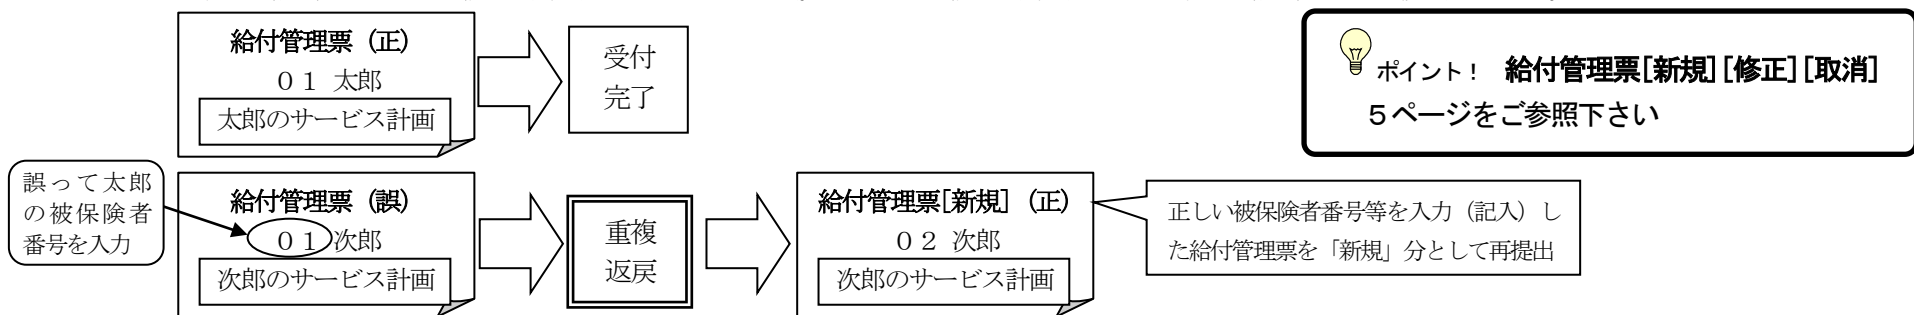 給付管理票（正）
０１ 太郎
太郎のサービス計画
受付
完了
ポイント！ 給付管理票[新規][修正][取消]
５ページをご参照下さい
誤って太郎
の被保険者
番号を入力
給付管理票（誤）
０１ 次郎
次郎のサービス計画
重複
返戻
給付管理票[新規]（正）
０２ 次郎
次郎のサービス計画
正しい被保険者番号等を入力（記入）し
た給付管理票を「新規」分として再提出